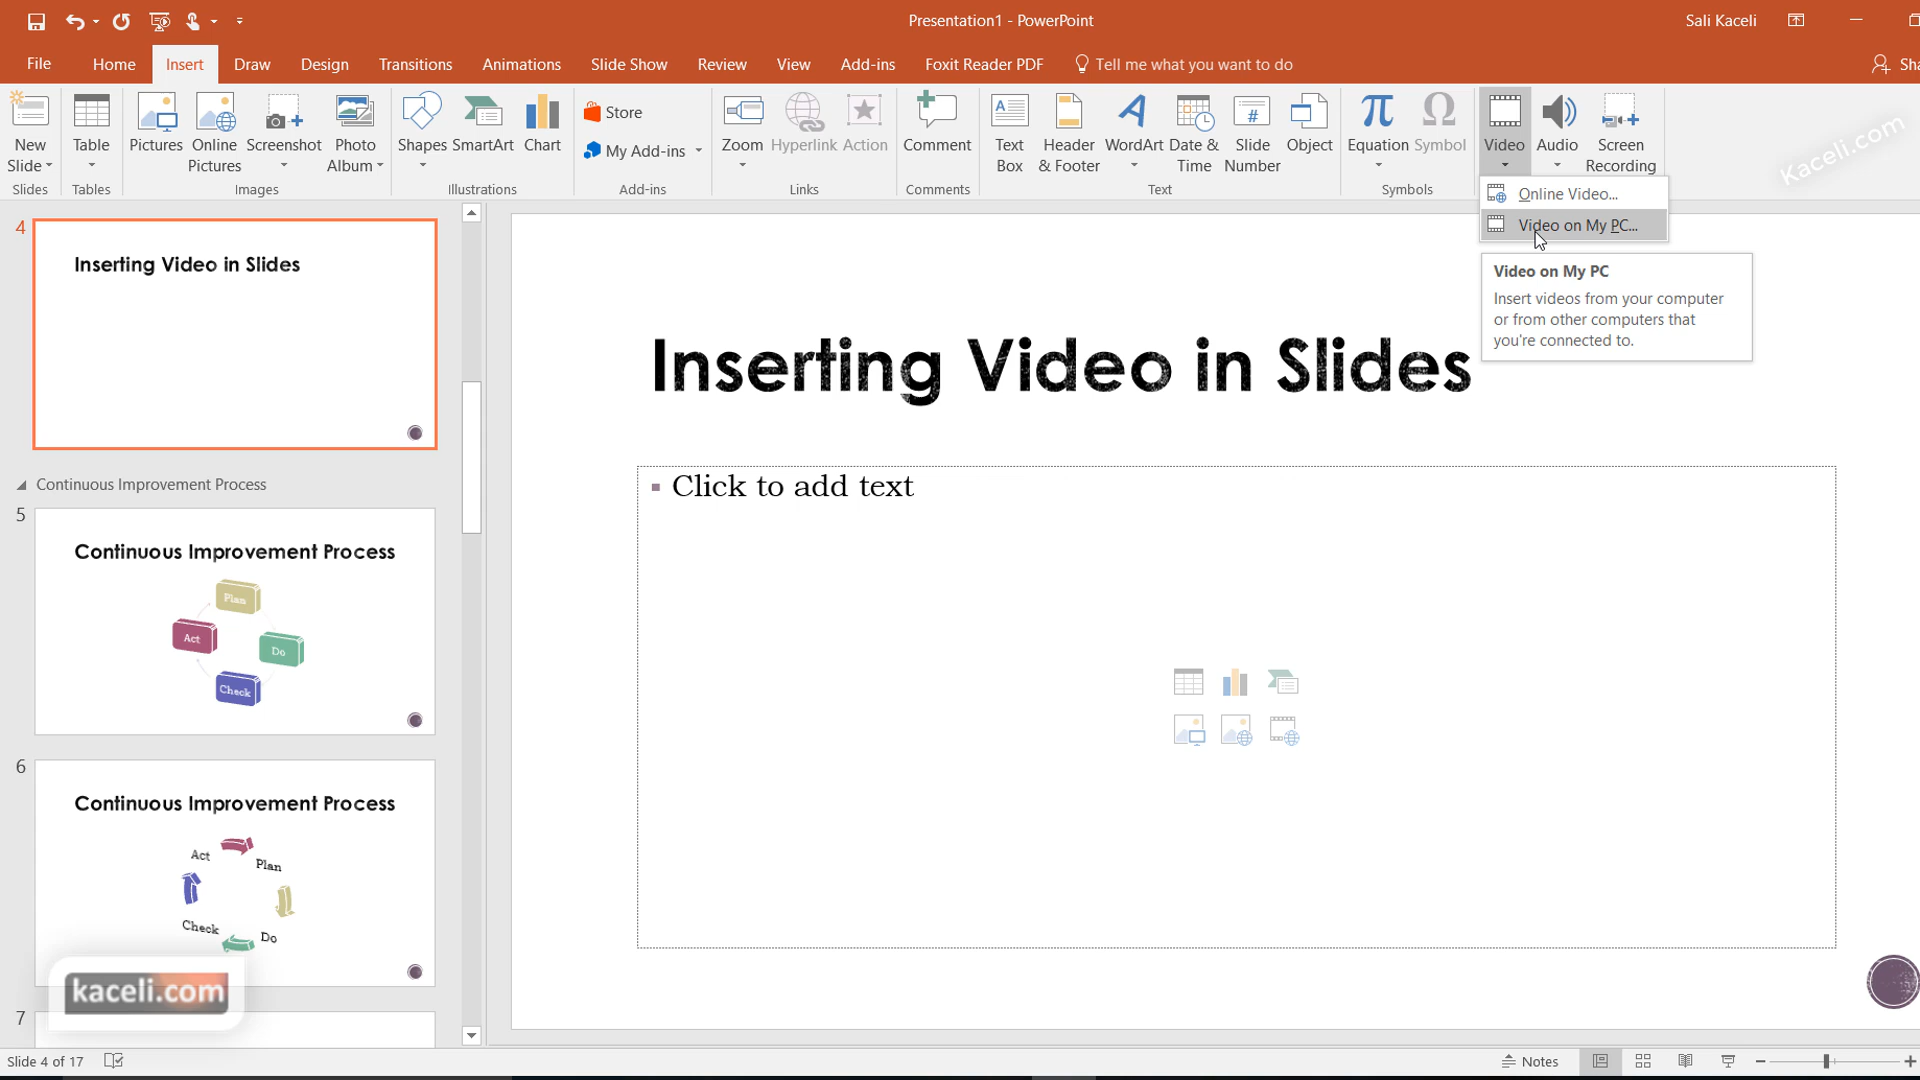 Presentation1 - PowerPoint
Sali Kaceli
File
Home
Insert
Draw
Design
Transitions
Animations
Slide Show
Review
View
Add-ins
Foxit Reader PDF
Tell me what you want to do
New
Slide
Table
Pictures
Online
Pictures
Screenshot
Photo
Album
Shapes
SmartArt
Chart
Store
My Add-ins
Zoom
Hyperlink
Action
Comment
A
Text
Box
Header
& Footer
A
WordArt
Date &
Time
#
Slide
Number
Object
π
Equation
Ω
Symbol
Video
Audio
Screen
Recording
Kaceli.com
Slides
Tables
Images
Illustrations
Add-ins
Links
Comments
Text
Symbols
Online Video...
Video on My PC...
Video on My PC
Insert videos from your computer
or from other computers that
you're connected to.
4
Inserting Video in Slides
Continuous Improvement Process
5
Continuous Improvement Process
Plan
Act
Do
Check
6
Continuous Improvement Process
Act
Plan
Check
Do
kaceli.com
7
Inserting Video in Slides
Click to add text
Slide 4 of 17
Notes